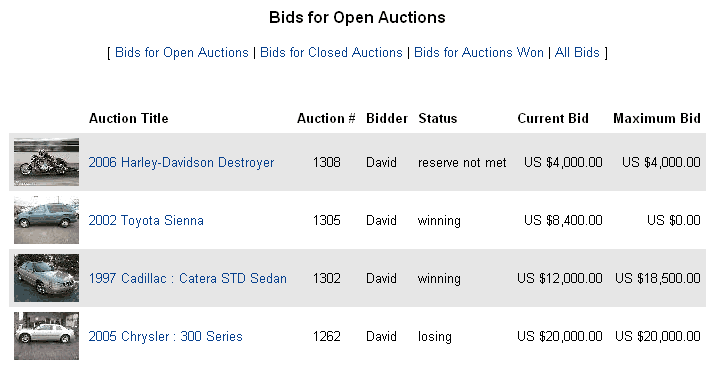 Bids for Open Auctions
[ Bids for Open Auctions | Bids for Closed Auctions | Bids for Auctions Won | All Bids ]
Auction Title Auction # Bidder Status Current Bid Maximum Bid
2006 Harley-Davidson Destroyer 1308 David reserve not met US $4,000.00 US $4,000.00
2002 Toyota Sienna 1305 David winning US $8,400.00 US $0.00
1997 Cadillac : Catera STD Sedan 1302 David winning US $12,000.00 US $18,500.00
2005 Chrysler : 300 Series 1262 David losing US $20,000.00 US $20,000.00